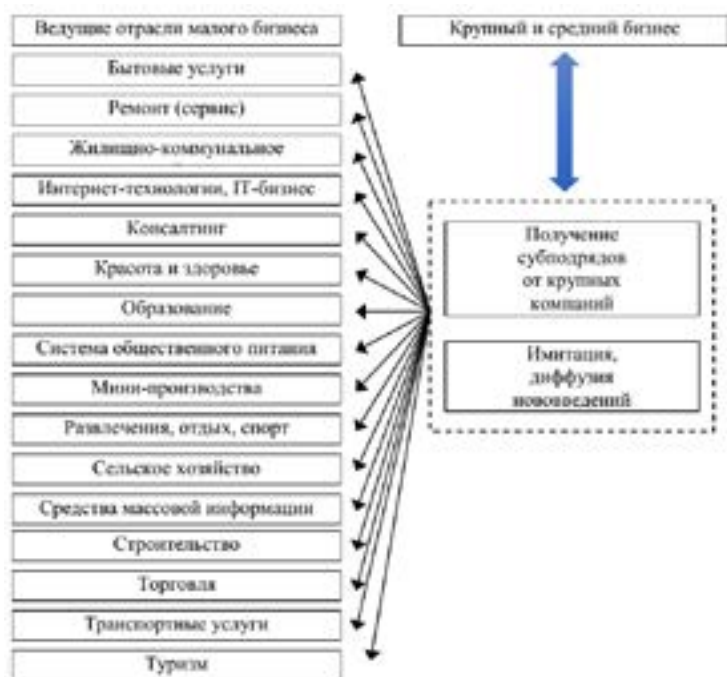 Ведущие отрасли малого бизнеса
Бытовые услуги
Ремонт (сервис)
Жилищно-коммунальное
Интернет-технологии, IT-бизнес
Консалтинг
Красота и здоровье
Образование
Система общественного питания
Мини-производства
Развлечения, отдых, спорт
Сельское хозяйство
Средства массовой информации
Строительство
Торговля
Транспортные услуги
Туризм
Крупный и средний бизнес
Получение
субподрядов
от крупных
компаний
Имитация,
диффузия
нововведений